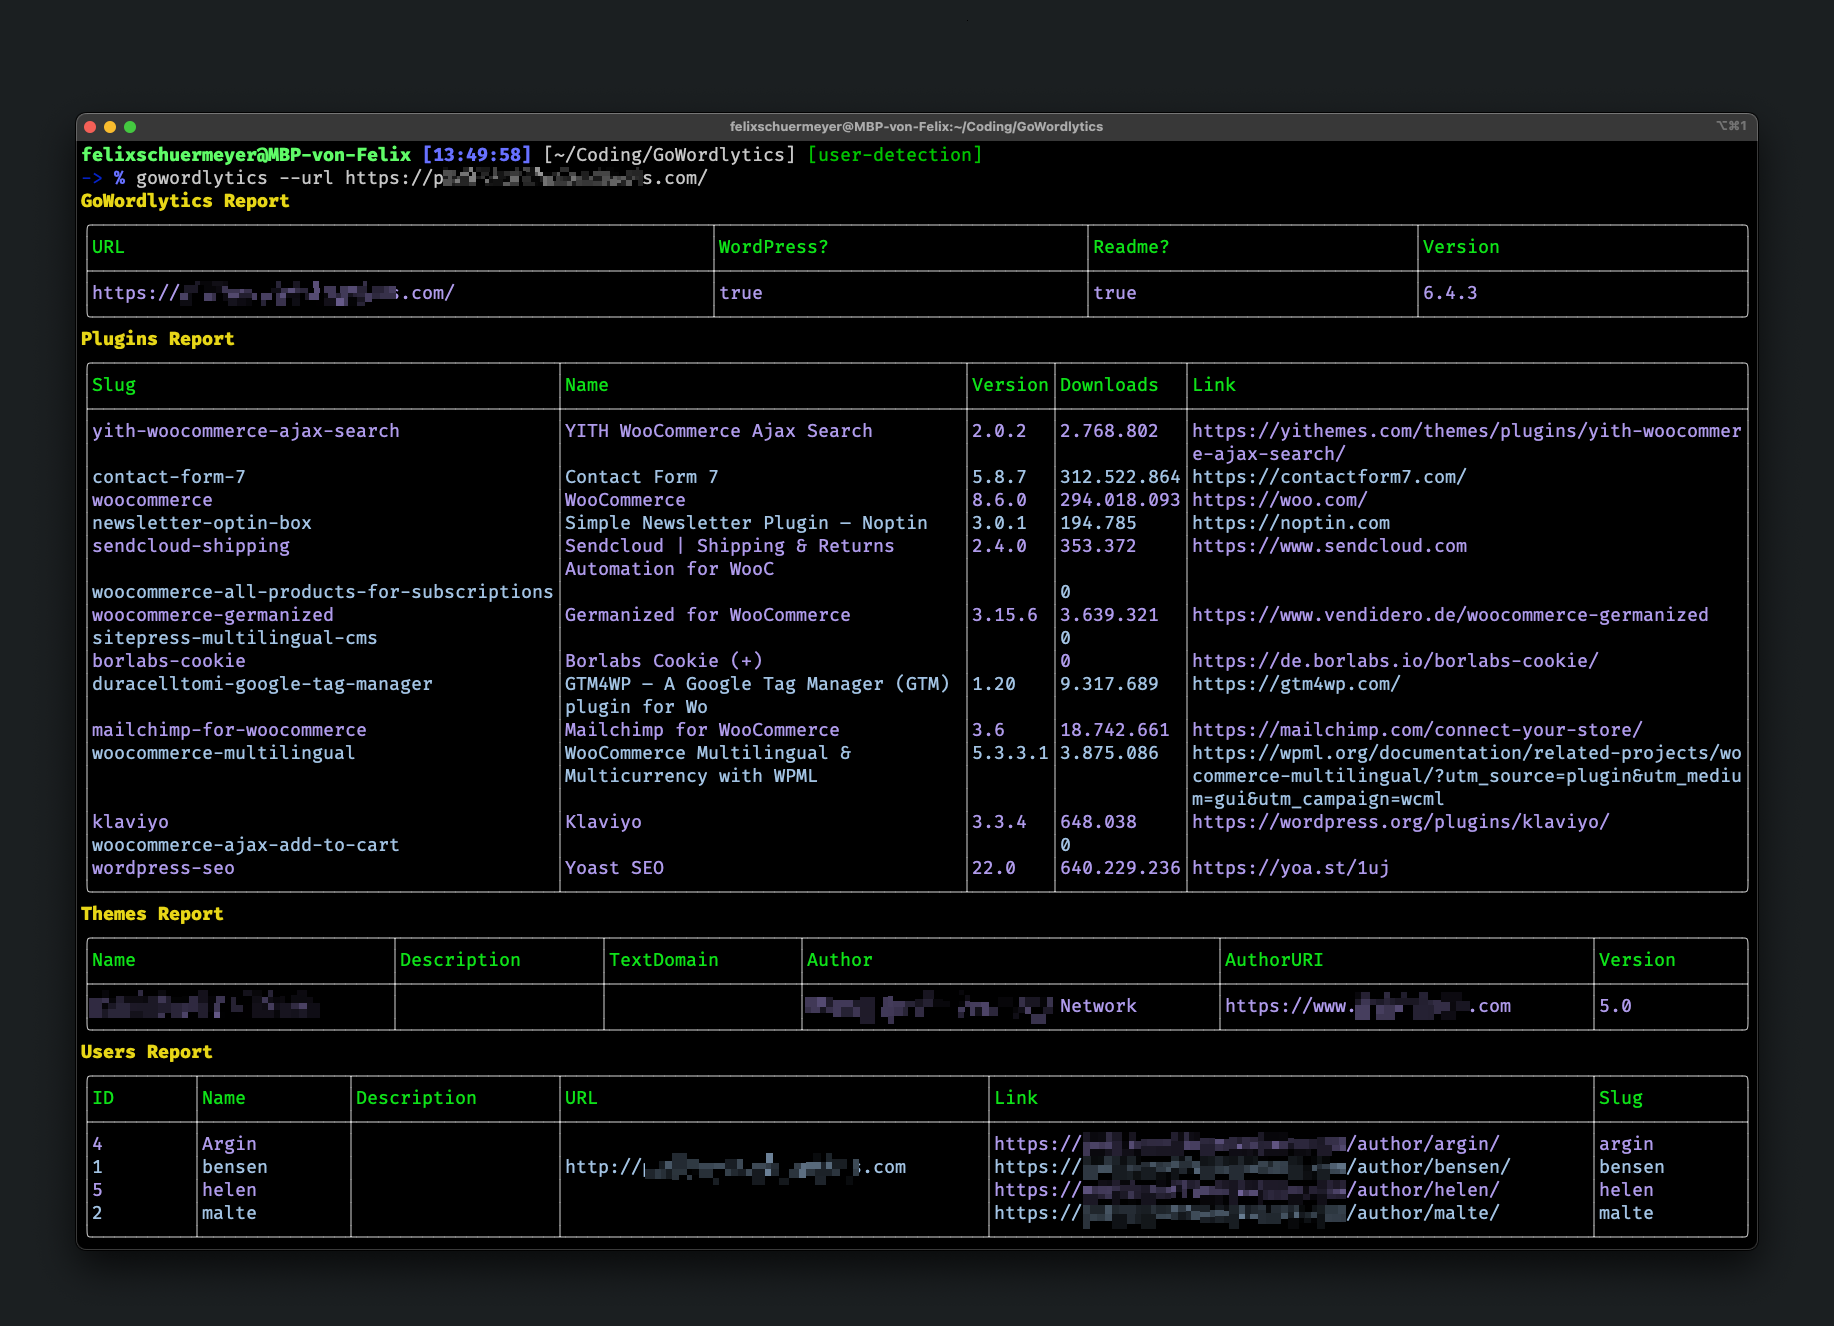 felixschuermeyer@MBP-von-Felix:~/Coding/GoWordlytics ⌥⌘1
felixschuermeyer@MBP-von-Felix [13:49:58] [~/Coding/GoWordlytics] [user-detection]
-> % gowordlytics --url https://p s.com/
GoWordlytics Report
URL WordPress? Readme? Version
https:// .com/ true true 6.4.3
Plugins Report
Slug Name Version Downloads Link
yith-woocommerce-ajax-search YITH WooCommerce Ajax Search 2.0.2 2.768.802 https://yithemes.com/themes/plugins/yith-woocommer
e-ajax-search/
contact-form-7 Contact Form 7 5.8.7 312.522.864 https://contactform7.com/
woocommerce WooCommerce 8.6.0 294.018.093 https://woo.com/
newsletter-optin-box Simple Newsletter Plugin – Noptin 3.0.1 194.785 https://noptin.com
sendcloud-shipping Sendcloud | Shipping & Returns 2.4.0 353.372 https://www.sendcloud.com
Automation for WooC
woocommerce-all-products-for-subscriptions 0
woocommerce-germanized Germanized for WooCommerce 3.15.6 3.639.321 https://www.vendidero.de/woocommerce-germanized
sitepress-multilingual-cms 0
borlabs-cookie Borlabs Cookie (+) 0 https://de.borlabs.io/borlabs-cookie/
duracelltomi-google-tag-manager GTM4WP – A Google Tag Manager (GTM) 1.20 9.317.689 https://gtm4wp.com/
plugin for Wo
mailchimp-for-woocommerce Mailchimp for WooCommerce 3.6 18.742.661 https://mailchimp.com/connect-your-store/
woocommerce-multilingual WooCommerce Multilingual & 5.3.3.1 3.875.086 https://wpml.org/documentation/related-projects/wo
Multicurrency with WPML commerce-multilingual/?utm_source=plugin&utm_mediu
m=gui&utm_campaign=wcml
klaviyo Klaviyo 3.3.4 648.038 https://wordpress.org/plugins/klaviyo/
woocommerce-ajax-add-to-cart 0
wordpress-seo Yoast SEO 22.0 640.229.236 https://yoa.st/1uj
Themes Report
Name Description TextDomain Author AuthorURI Version
Network https://www. .com 5.0
Users Report
ID Name Description URL Link Slug
4 Argin https:// /author/argin/ argin
1 bensen http:// .com https:// /author/bensen/ bensen
5 helen https:// /author/helen/ helen
2 malte https:// /author/malte/ malte